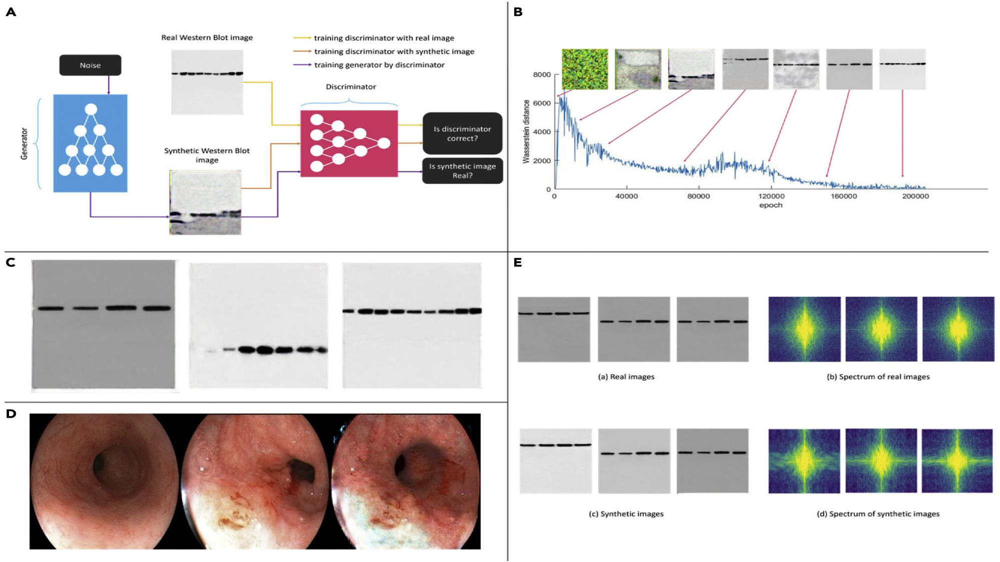 A
Real Western Blot image
training discriminator with real image
training discriminator with synthetic image
training generator by discriminator
Noise
Discriminator
Generator
Is discriminator
correct?
Synthetic Western Blot
image
Is synthetic image
Real?
B
8000
6000
4000
2000
0
Wasserstein distance
0
40000
80000
120000
160000
200000
epoch
C
D
E
(a) Real images
(b) Spectrum of real images
(c) Synthetic images
(d) Spectrum of synthetic images